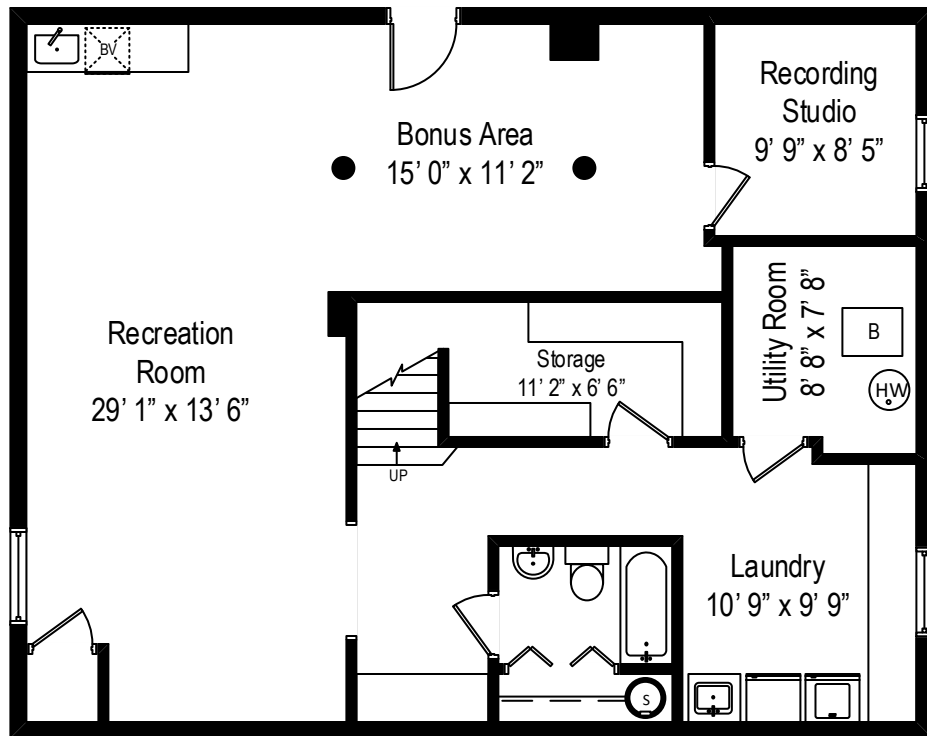 BV
Bonus Area
15’ 0” x 11’ 2”
Recording
Studio
9’ 9” x 8’ 5”
Recreation
Room
29’ 1” x 13’ 6”
Storage
11’ 2” x 6’ 6”
Utility Room
8’ 8” x 7’ 8”
B
HW
UP
Laundry
10’ 9” x 9’ 9”
S